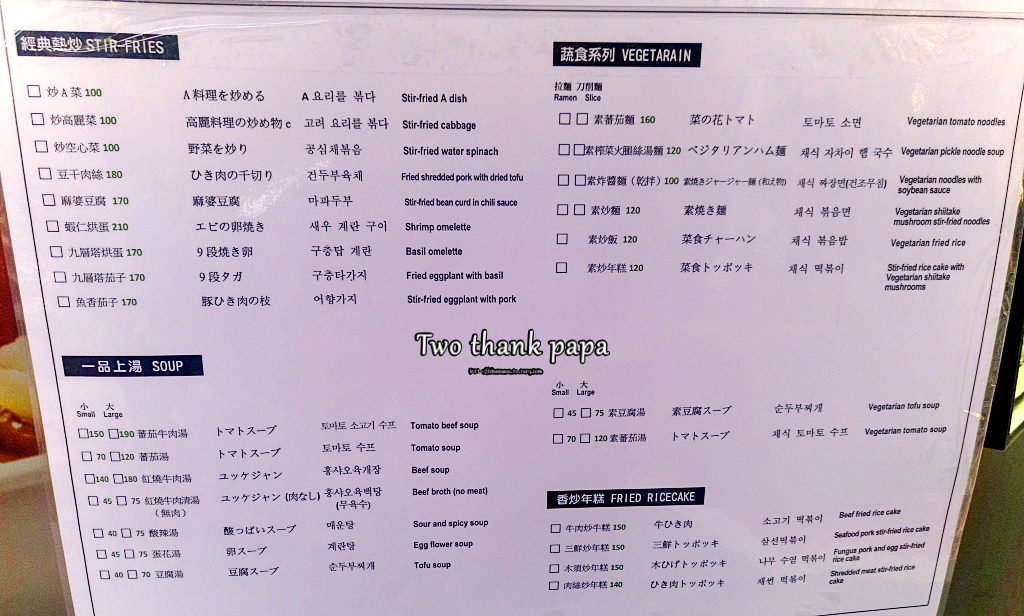 經典熱炒 STIR-FRIES
炒A菜 100 A料理を炒める A 요리를 볶다 Stir-fried A dish
炒高麗菜 100 高麗料理の炒め物c 고려 요리를 볶다 Stir-fried cabbage
炒空心菜 100 野菜を炒り 공심채볶음 Stir-fried water spinach
豆干肉絲 180 ひき肉の千切り 건두부육채 Fried shredded pork with dried tofu
麻婆豆腐 170 麻婆豆腐 마파두부 Stir-fried bean curd in chili sauce
蝦仁烘蛋 210 エビの卵焼き 새우 계란 구이 Shrimp omelette
九層塔烘蛋 170 9段焼き卵 구충답 계란 Basil omelette
九層塔茄子 170 9段タガ 구충타가지 Fried eggplant with basil
魚香茄子 170 豚ひき肉の枝 어향가지 Stir-fried eggplant with pork
蔬食系列 VEGETARAIN
拉麵 刀削麵
Ramen Slice
素蕃茄麵 160 菜の花トマト 토마토 소면 Vegetarian tomato noodles
素榨菜火腿絲湯麵 120 ベジタリアンハム麺 채식 자차이 햄 국수 Vegetarian pickle noodle soup
素炸醬麵（乾拌）100 素焼きジャージャー麺 (和え物) 채식 짜장면(건조무침) Vegetarian noodles with
soybean sauce
素炒麵 120 素焼き麺 채식 볶음면 Vegetarian shiitake
mushroom stir-fried noodles
素炒飯 120 菜食チャーハン 채식 볶음밥 Vegetarian fried rice
素炒年糕 120 菜食トッポッキ 채식 떡볶이 Stir-fried rice cake with
Vegetarian shiitake
mushrooms
Two thank papa
一品上湯 SOUP
小 大
Small Large
150 190 蕃茄牛肉湯 トマトスープ 토마토 소고기 수프 Tomato beef soup
70 120 蕃茄湯 トマトスープ 토마토 수프 Tomato soup
140 180 紅燒牛肉湯 ユッケジャン 홍샤오육개장 Beef soup
45 75 紅燒牛肉清湯 ユッケジャン (肉なし) 홍샤오육백탕 Beef broth (no meat)
（無肉） (무육수)
40 75 酸辣湯 酸っぱいスープ 매운탕 Sour and spicy soup
45 75 蛋花湯 卵スープ 계란탕 Egg flower soup
40 70 豆腐湯 豆腐スープ 순두부찌개 Tofu soup
小 大
Small Large
45 75 素豆腐湯 素豆腐スープ 순두부찌개 Vegetarian tofu soup
70 120 素蕃茄湯 トマトスープ 채식 토마토 수프 Vegetarian tomato soup
香炒年糕 FRIED RICECAKE
牛肉炒年糕 150 牛ひき肉 소고기 떡볶이 Beef fried rice cake
三鮮炒年糕 150 三鮮トッポッキ 삼선떡볶이 Seafood pork stir-fried rice cake
木須炒年糕 150 木ひげトッポッキ 나무 수염 떡볶이 Fungus pork and egg stir-fried
rice cake
肉絲炒年糕 140 ひき肉トッポッキ 채썬 떡볶이 Shredded meat stir-fried rice
cake